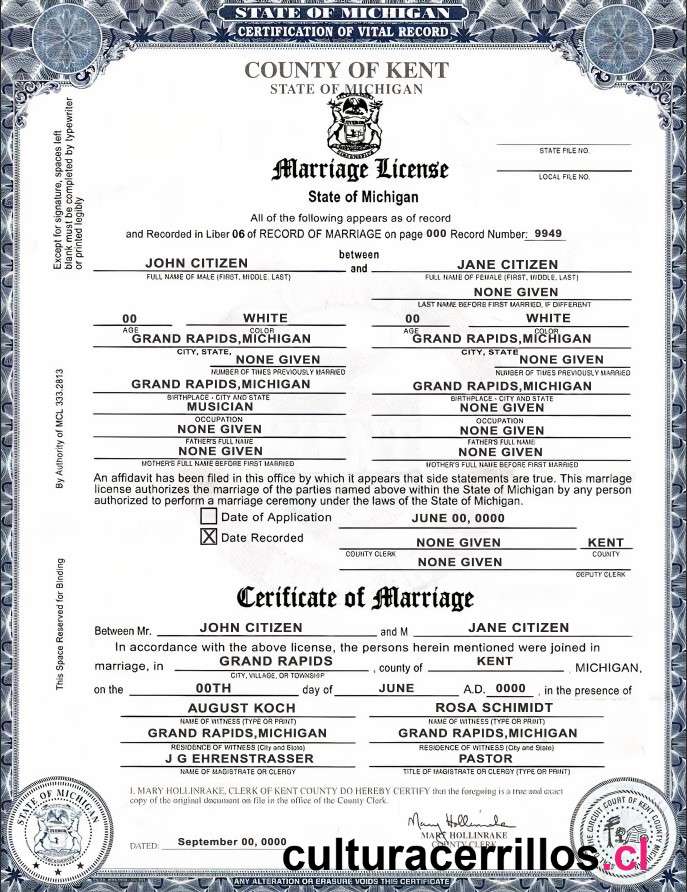 STATE OF MICHIGAN
CERTIFICATION OF VITAL RECORD
COUNTY OF KENT
STATE OF MICHIGAN
STATE FILE NO.
Marriage License
LOCAL FILE NO.
State of Michigan
Except for signature, spaces left
blank must be completed by typewriter
or printed legibly
All of the following appears as of record
and Recorded in Liber 06 of RECORD OF MARRIAGE on page 000 Record Number: 9949
JOHN CITIZEN between and JANE CITIZEN
FULL NAME OF MALE (FIRST, MIDDLE, LAST) FULL NAME OF FEMALE (FIRST, MIDDLE, LAST)
NONE GIVEN
LAST NAME BEFORE FIRST MARRIED, IF DIFFERENT
00 WHITE 00 WHITE
AGE COLOR AGE COLOR
GRAND RAPIDS,MICHIGAN GRAND RAPIDS,MICHIGAN
CITY, STATE, CITY, STATE
NONE GIVEN NONE GIVEN
NUMBER OF TIMES PREVIOUSLY MARRIED NUMBER OF TIMES PREVIOUSLY MARRIED
GRAND RAPIDS,MICHIGAN GRAND RAPIDS,MICHIGAN
BIRTHPLACE - CITY AND STATE BIRTHPLACE - CITY AND STATE
MUSICIAN NONE GIVEN
OCCUPATION OCCUPATION
NONE GIVEN NONE GIVEN
FATHER'S FULL NAME FATHER'S FULL NAME
NONE GIVEN NONE GIVEN
MOTHER'S FULL NAME BEFORE FIRST MARRIED MOTHER'S FULL NAME BEFORE FIRST MARRIED
By Authority of MCL 333.2813
An affidavit has been filed in this office by which it appears that side statements are true. This marriage
license authorizes the marriage of the parties named above within the State of Michigan by any person
authorized to perform a marriage ceremony under the laws of the State of Michigan.
Date of Application JUNE 00, 0000
X Date Recorded NONE GIVEN KENT
COUNTY CLERK COUNTY
NONE GIVEN
DEPUTY CLERK
Certificate of Marriage
Between Mr. JOHN CITIZEN and M JANE CITIZEN
In accordance with the above license, the persons herein mentioned were joined in
marriage, in GRAND RAPIDS , county of KENT , MICHIGAN,
CITY, VILLAGE, OR TOWNSHIP
on the 00TH day of JUNE A.D. 0000 , in the presence of
This Space Reserved for Binding
AUGUST KOCH ROSA SCHIMIDT
NAME OF WITNESS (TYPE OR PRINT) NAME OF WITNESS (TYPE OR PRINT)
GRAND RAPIDS,MICHIGAN GRAND RAPIDS,MICHIGAN
RESIDENCE OF WITNESS (City and State) RESIDENCE OF WITNESS (City and State)
J G EHRENSTRASSER PASTOR
NAME OF MAGISTRATE OR CLERGY TITLE OF MAGISTRATE OR CLERGY (TYPE OR PRINT)
I, MARY HOLLINRAKE, CLERK OF KENT COUNTY DO HEREBY CERTIFY that the foregoing is a true and exact
copy of the original document on file in the office of the County Clerk.
Mary Hollinrake
MARY HOLLINRAKE
COUNTY CLERK
DATED: September 00, 0000
STATE OF MICHIGAN
CIRCUIT COURT OF KENT COUNTY
culturacerrillos.cl
ANY ALTERATION OR ERASURE VOIDS THIS CERTIFICATE